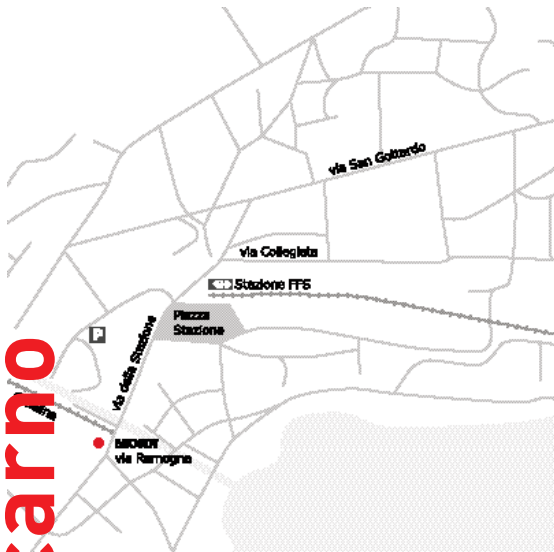 via San Gottardo
via Collegiata
Stazione FFS
Piazza
Stazione
P
via della Stazione
via Ramogna
carno